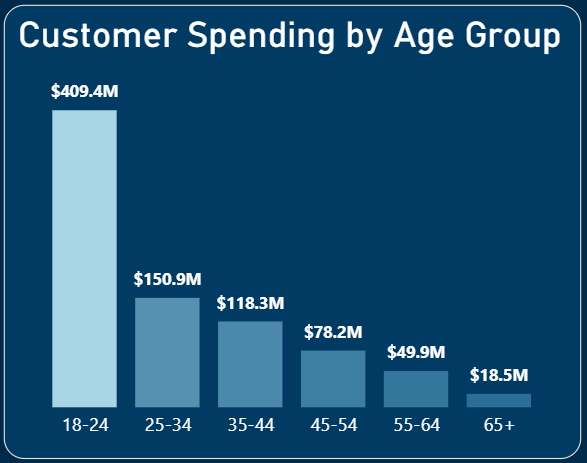 Customer Spending by Age Group
$409.4M
$150.9M
$118.3M
$78.2M
$49.9M
$18.5M
18-24 25-34 35-44 45-54 55-64 65+